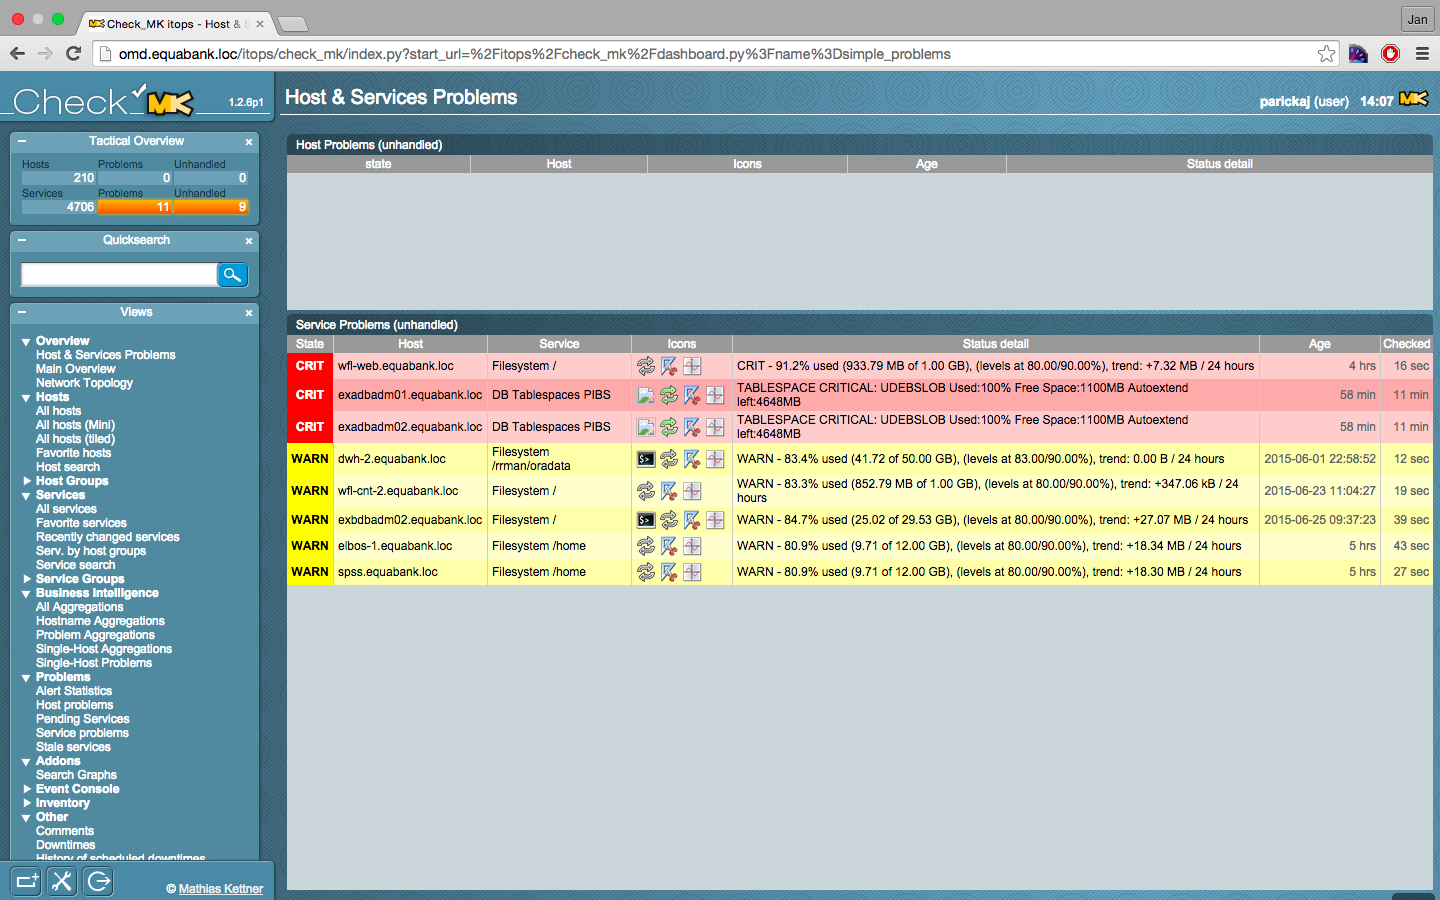 Check_MK itops - Host & S
Jan
omd.equabank.loc/itops/check_mk/index.py?start_url=%2Fitops%2Fcheck_mk%2Fdashboard.py%3Fname%3Dsimple_problems
Check MK 1.2.6p1
Host & Services Problems
parickaj (user) 14:07 MK
Tactical Overview
Hosts Problems Unhandled
210 0 0
Services Problems Unhandled
4706 11 9
Quicksearch
Views
Overview
Host & Services Problems
Main Overview
Network Topology
Hosts
All hosts
All hosts (Mini)
All hosts (tiled)
Favorite hosts
Host search
Host Groups
Services
All services
Favorite services
Recently changed services
Serv. by host groups
Service search
Service Groups
Business Intelligence
All Aggregations
Hostname Aggregations
Problem Aggregations
Single-Host Aggregations
Single-Host Problems
Problems
Alert Statistics
Host problems
Pending Services
Service problems
Stale services
Addons
Search Graphs
Event Console
Inventory
Other
Comments
Downtimes
History of scheduled downtimes
© Mathias Kettner
Host Problems (unhandled)
state Host Icons Age Status detail
Service Problems (unhandled)
State Host Service Icons Status detail Age Checked
CRIT wfl-web.equabank.loc Filesystem / CRIT - 91.2% used (933.79 MB of 1.00 GB), (levels at 80.00/90.00%), trend: +7.32 MB / 24 hours 4 hrs 16 sec
CRIT exadbadm01.equabank.loc DB Tablespaces PIBS TABLESPACE CRITICAL: UDEBSLOB Used:100% Free Space:1100MB Autoextend
left:4648MB 58 min 11 min
CRIT exadbadm02.equabank.loc DB Tablespaces PIBS TABLESPACE CRITICAL: UDEBSLOB Used:100% Free Space:1100MB Autoextend
left:4648MB 58 min 11 min
WARN dwh-2.equabank.loc Filesystem
/rrman/oradata $> WARN - 83.4% used (41.72 of 50.00 GB), (levels at 83.00/90.00%), trend: 0.00 B / 24 hours 2015-06-01 22:58:52 12 sec
WARN wfl-cnt-2.equabank.loc Filesystem / WARN - 83.3% used (852.79 MB of 1.00 GB), (levels at 80.00/90.00%), trend: +347.06 kB / 24
hours 2015-06-23 11:04:27 19 sec
WARN exbdbadm02.equabank.loc Filesystem / $> WARN - 84.7% used (25.02 of 29.53 GB), (levels at 80.00/90.00%), trend: +27.07 MB / 24 hours 2015-06-25 09:37:23 39 sec
WARN elbos-1.equabank.loc Filesystem /home WARN - 80.9% used (9.71 of 12.00 GB), (levels at 80.00/90.00%), trend: +18.34 MB / 24 hours 5 hrs 43 sec
WARN spss.equabank.loc Filesystem /home WARN - 80.9% used (9.71 of 12.00 GB), (levels at 80.00/90.00%), trend: +18.30 MB / 24 hours 5 hrs 27 sec